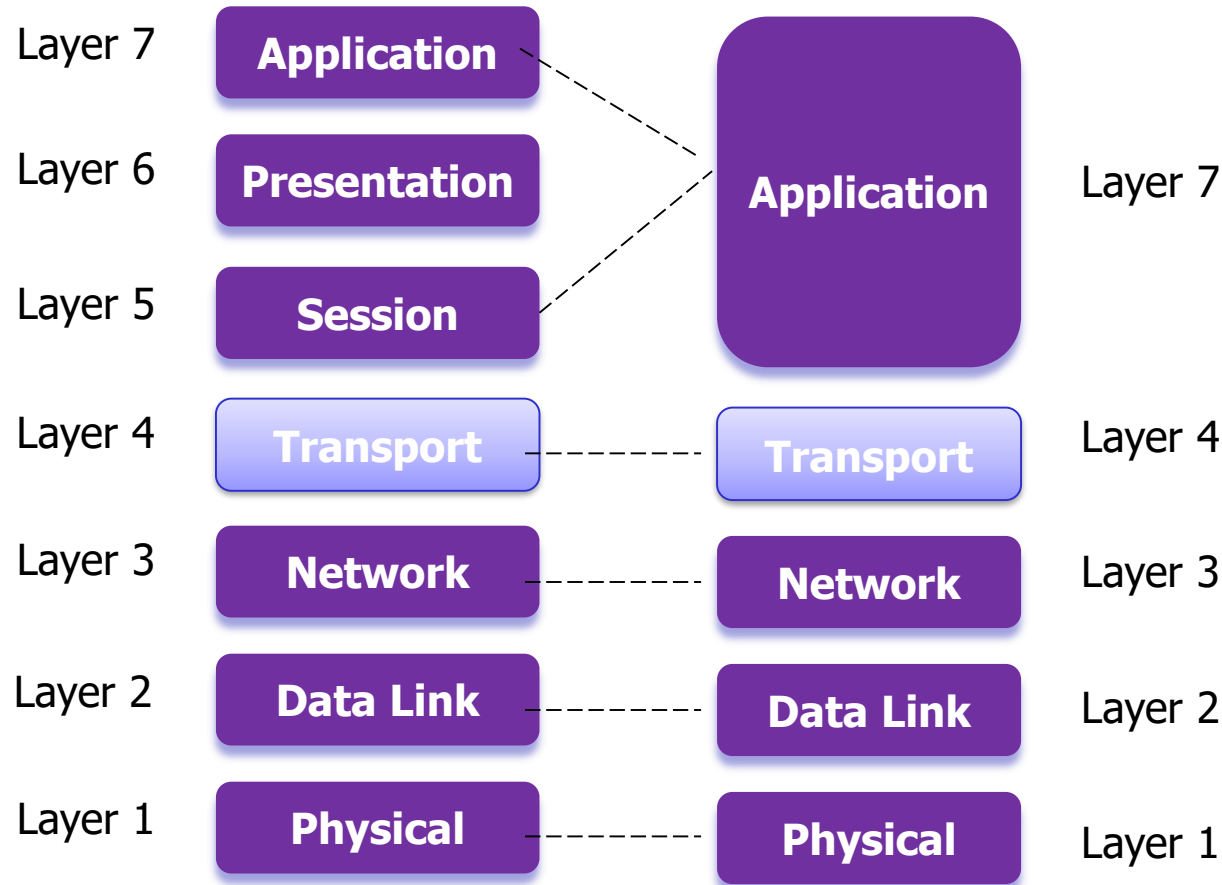 Layer 7 Application
Layer 6 Presentation Application Layer 7
Layer 5 Session
Layer 4 Transport Transport Layer 4
Layer 3 Network Network Layer 3
Layer 2 Data Link Data Link Layer 2
Layer 1 Physical Physical Layer 1